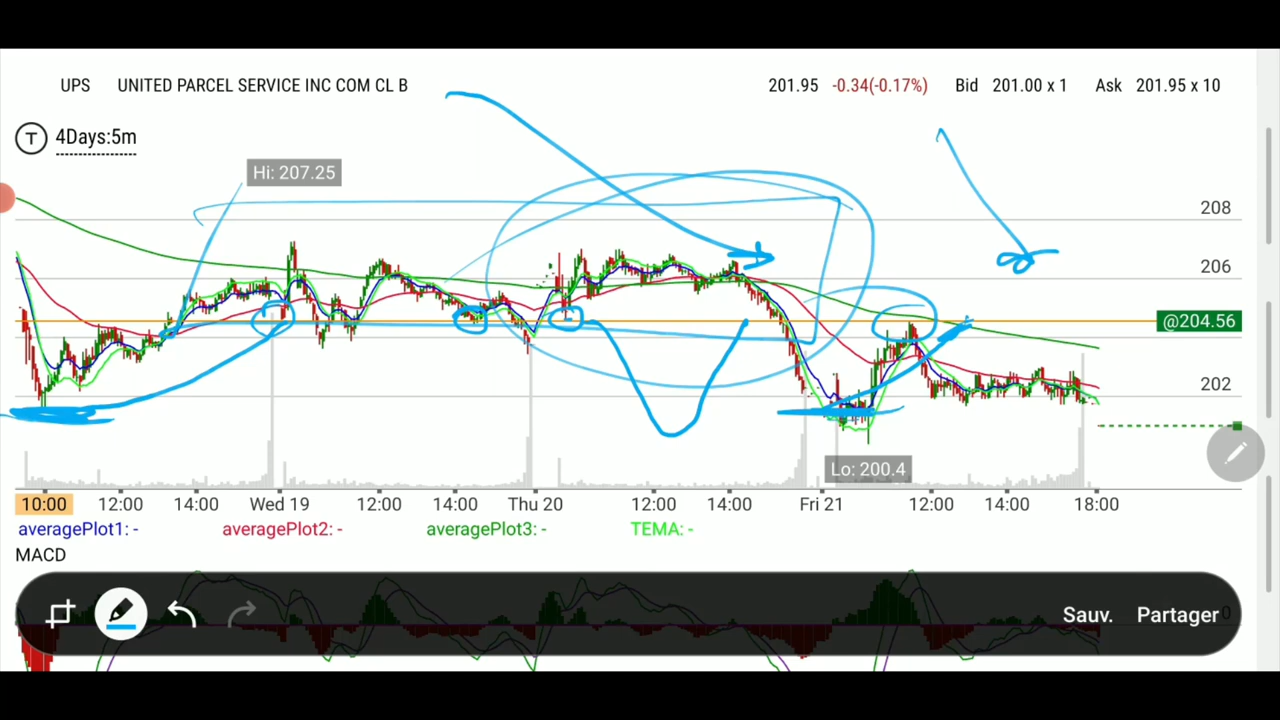 UPS UNITED PARCEL SERVICE INC COM CL B 201.95 -0.34(-0.17%) Bid 201.00 x 1 Ask 201.95 x 10
T 4Days:5m
Hi: 207.25
208
206
@204.56
202
Lo: 200.4
10:00 12:00 14:00 Wed 19 12:00 14:00 Thu 20 12:00 14:00 Fri 21 12:00 14:00 18:00
averagePlot1: - averagePlot2: - averagePlot3: - TEMA: -
MACD
Sauv. Partager 0